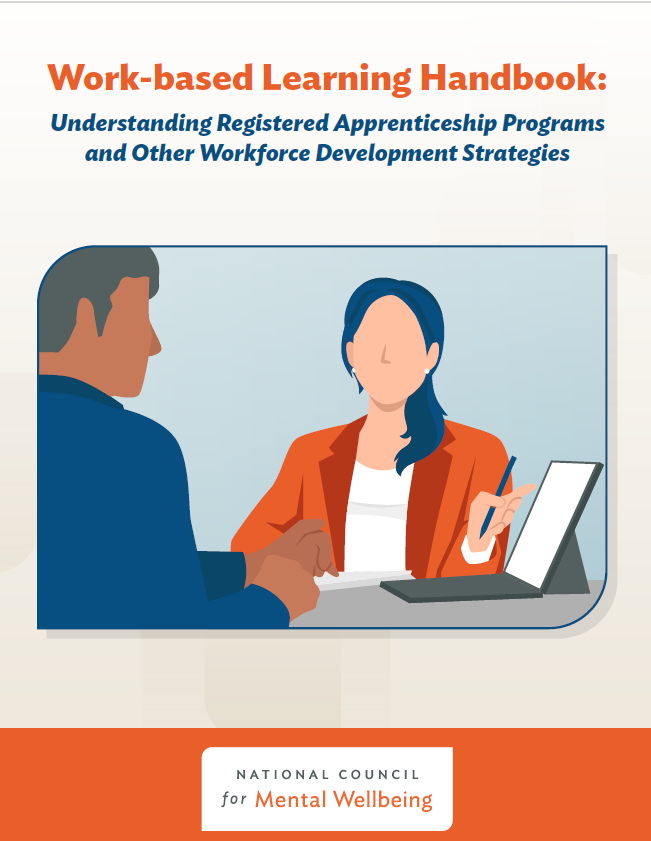 Work-based Learning Handbook:
Understanding Registered Apprenticeship Programs
and Other Workforce Development Strategies
NATIONAL COUNCIL
for Mental Wellbeing